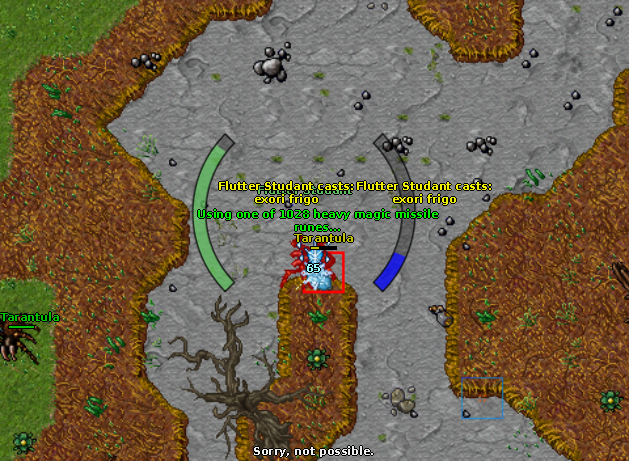 Flutter Studant casts: Flutter Studant casts:
exori frigo exori frigo
Using one of 1028 heavy magic missile
runes...
Tarantula
65
Tarantula
Sorry, not possible.